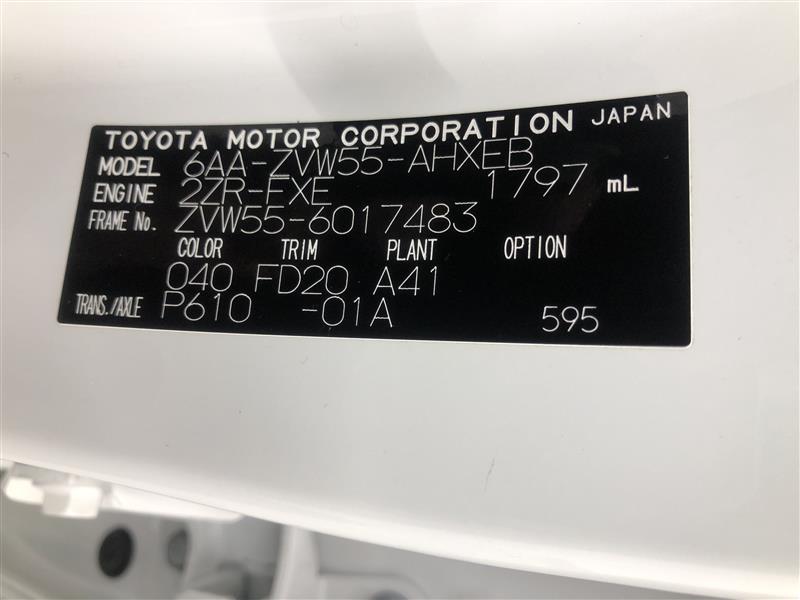 TOYOTA MOTOR CORPORATION JAPAN
MODEL 6AA-ZVW55-AHXEB
ENGINE 2ZR-FXE 1797 mL
FRAME No. ZVW55-6017483
COLOR TRIM PLANT OPTION
040 FD20 A41
TRANS./AXLE P610 -01A 595